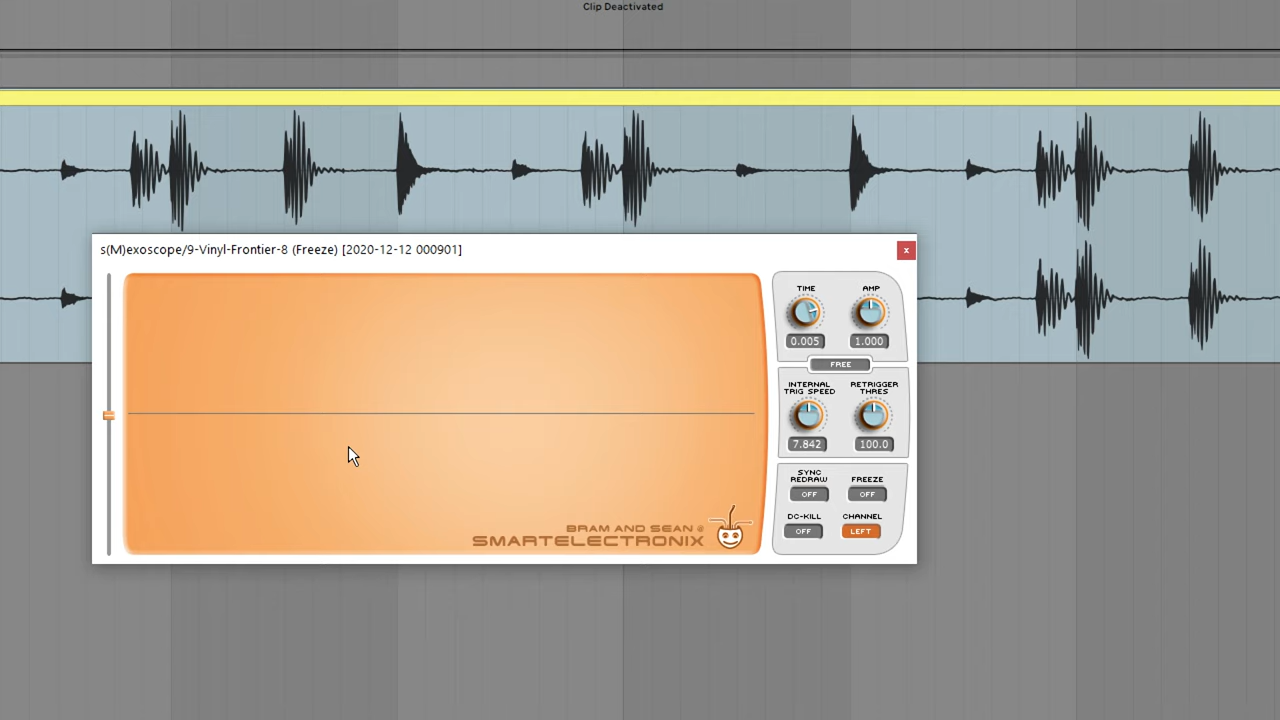 Clip Deactivated
s(M)exoscope/9-Vinyl-Frontier-8 (Freeze) [2020-12-12 000901]
x
TIME
AMP
0.005
1.000
FREE
INTERNAL
TRIG SPEED
RETRIGGER
THRES
7.842
100.0
SYNC
REDRAW
FREEZE
OFF
OFF
DC-KILL
CHANNEL
OFF
LEFT
BRAM AND SEAN @
SMARTELECTRONIX